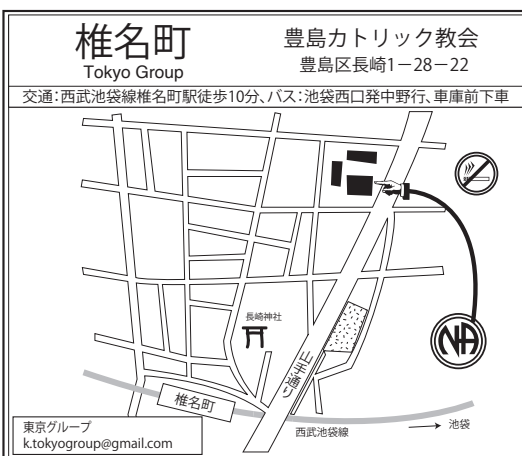 椎名町
Tokyo Group
豊島カトリック教会
豊島区長崎1−28−22
交通：西武池袋線椎名町駅徒歩10分、バス：池袋西口発中野行、車庫前下車
長崎神社
山手通り
NA
椎名町
西武池袋線
池袋
東京グループ
k.tokyogroup@gmail.com